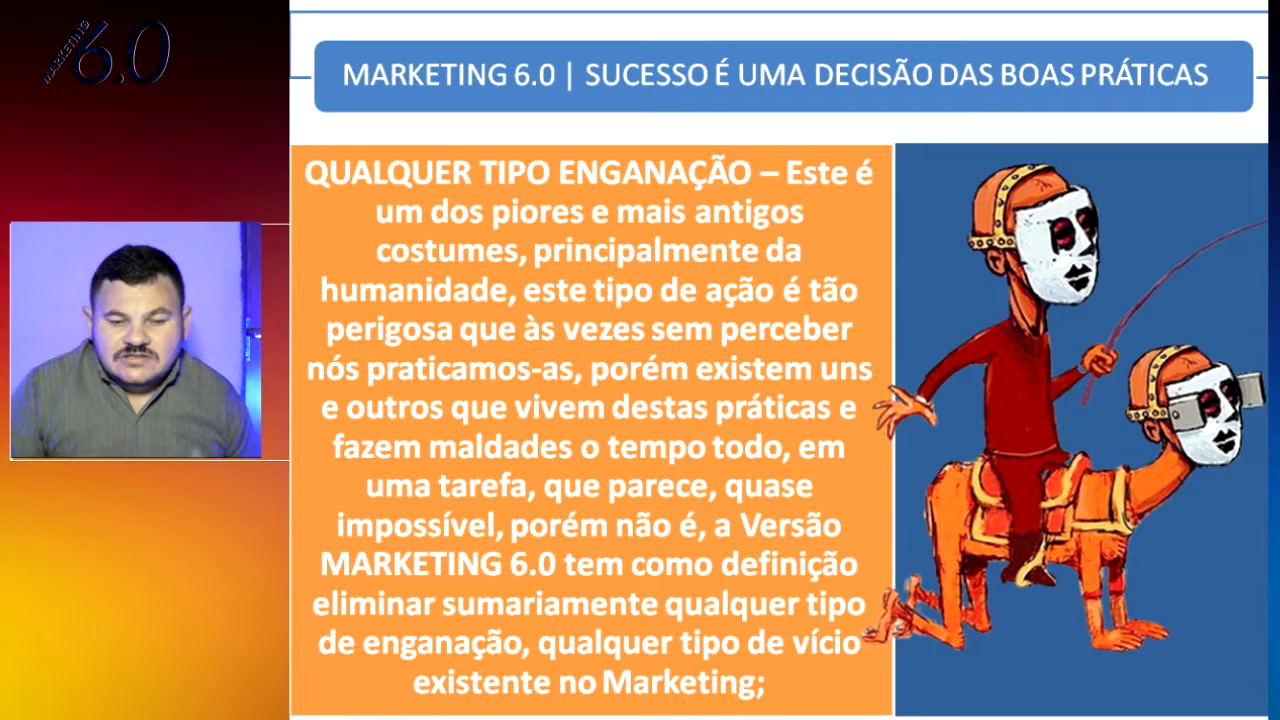 MARKETING
6.0
MARKETING 6.0 | SUCESSO É UMA DECISÃO DAS BOAS PRÁTICAS
QUALQUER TIPO ENGANAÇÃO – Este é
um dos piores e mais antigos
costumes, principalmente da
humanidade, este tipo de ação é tão
perigosa que às vezes sem perceber
nós praticamos-as, porém existem uns
e outros que vivem destas práticas e
fazem maldades o tempo todo, em
uma tarefa, que parece, quase
impossível, porém não é, a Versão
MARKETING 6.0 tem como definição
eliminar sumariamente qualquer tipo
de enganação, qualquer tipo de vício
existente no Marketing;